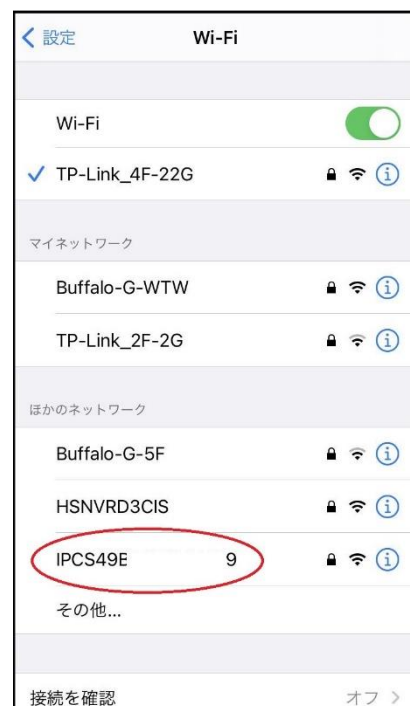 設定 Wi-Fi
Wi-Fi
TP-Link_4F-22G
マイネットワーク
Buffalo-G-WTW
TP-Link_2F-2G
ほかのネットワーク
Buffalo-G-5F
HSNVRD3CIS
IPCS49E 9
その他...
接続を確認 オフ